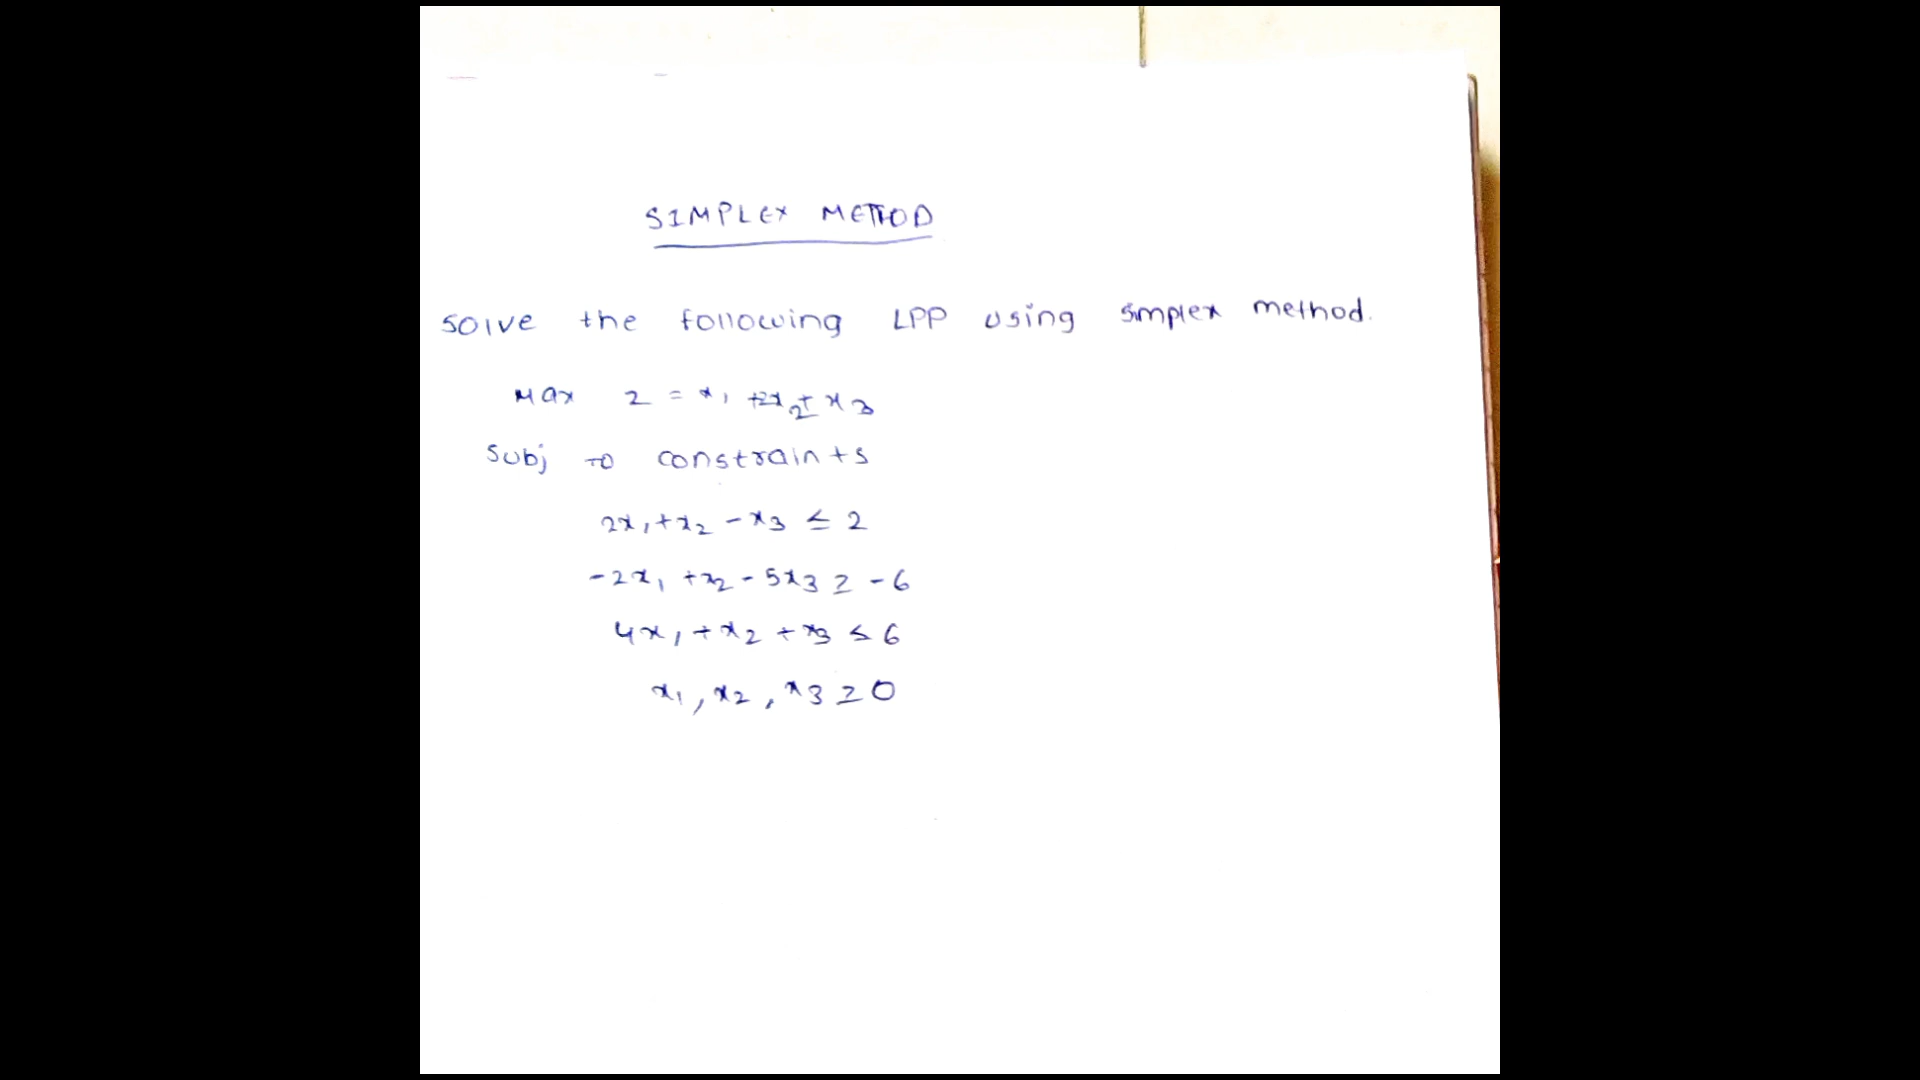 SIMPLEX METHOD
Solve the following LPP using simplex method.
Max Z = x₁ + 2x₂ + x₃
Subj to constraints
2x₁ + x₂ - x₃ ≤ 2
-2x₁ + x₂ - 5x₃ ≥ -6
4x₁ + x₂ + x₃ ≤ 6
x₁, x₂, x₃ ≥ 0